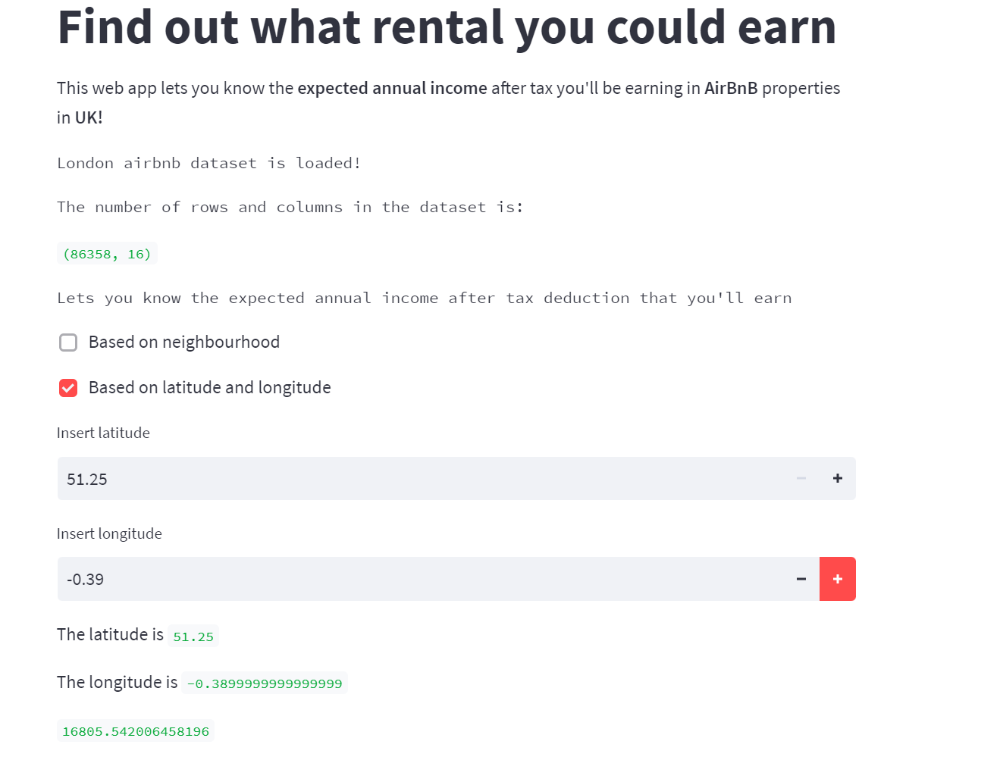 Find out what rental you could earn
This web app lets you know the expected annual income after tax you'll be earning in AirBnB properties
in UK!
London airbnb dataset is loaded!
The number of rows and columns in the dataset is:
(86358, 16)
Lets you know the expected annual income after tax deduction that you'll earn
Based on neighbourhood
Based on latitude and longitude
Insert latitude
51.25
Insert longitude
-0.39
The latitude is 51.25
The longitude is -0.3899999999999999
16805.542006458196